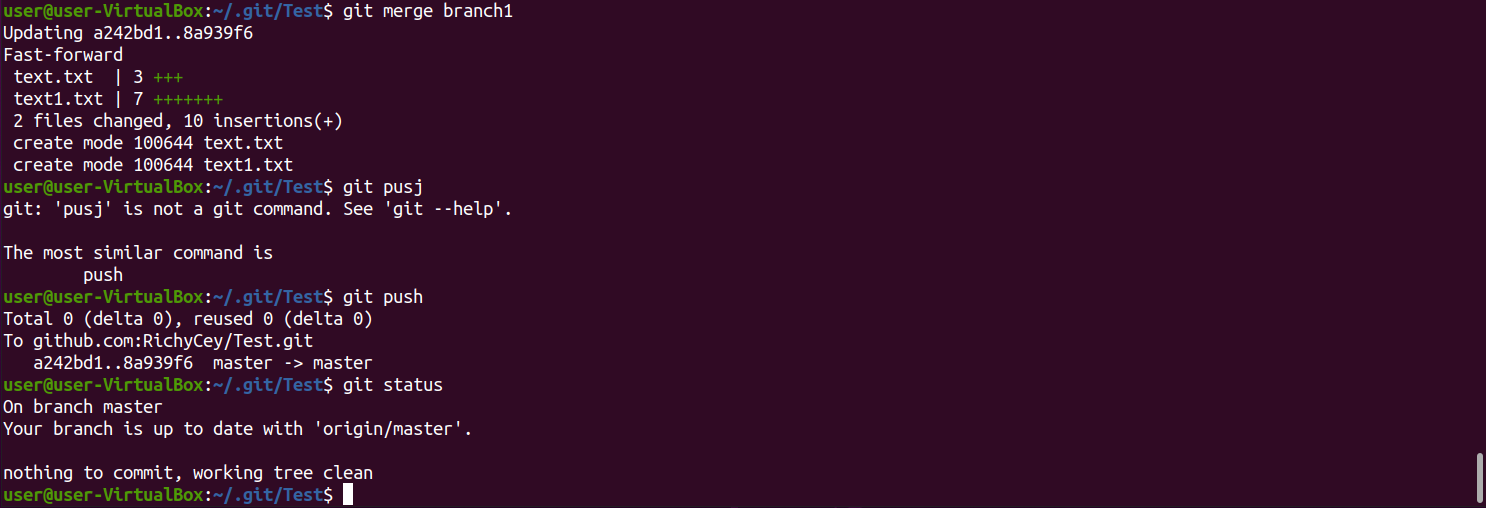 user@user-VirtualBox:~/.git/Test$ git merge branch1
Updating a242bd1..8a939f6
Fast-forward
 text.txt  | 3 +++
 text1.txt | 7 +++++++
 2 files changed, 10 insertions(+)
 create mode 100644 text.txt
 create mode 100644 text1.txt
user@user-VirtualBox:~/.git/Test$ git pusj
git: 'pusj' is not a git command. See 'git --help'.

The most similar command is
        push
user@user-VirtualBox:~/.git/Test$ git push
Total 0 (delta 0), reused 0 (delta 0)
To github.com:RichyCey/Test.git
   a242bd1..8a939f6  master -> master
user@user-VirtualBox:~/.git/Test$ git status
On branch master
Your branch is up to date with 'origin/master'.

nothing to commit, working tree clean
user@user-VirtualBox:~/.git/Test$